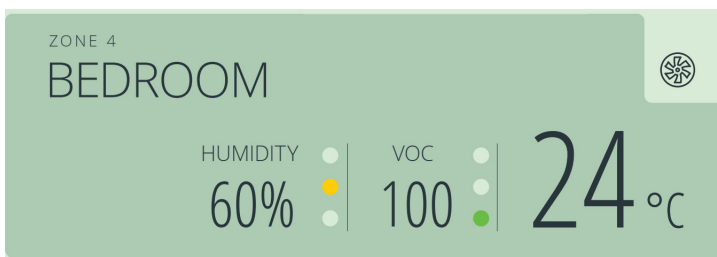 ZONE 4
BEDROOM
HUMIDITY
60%
VOC
100
24 °C